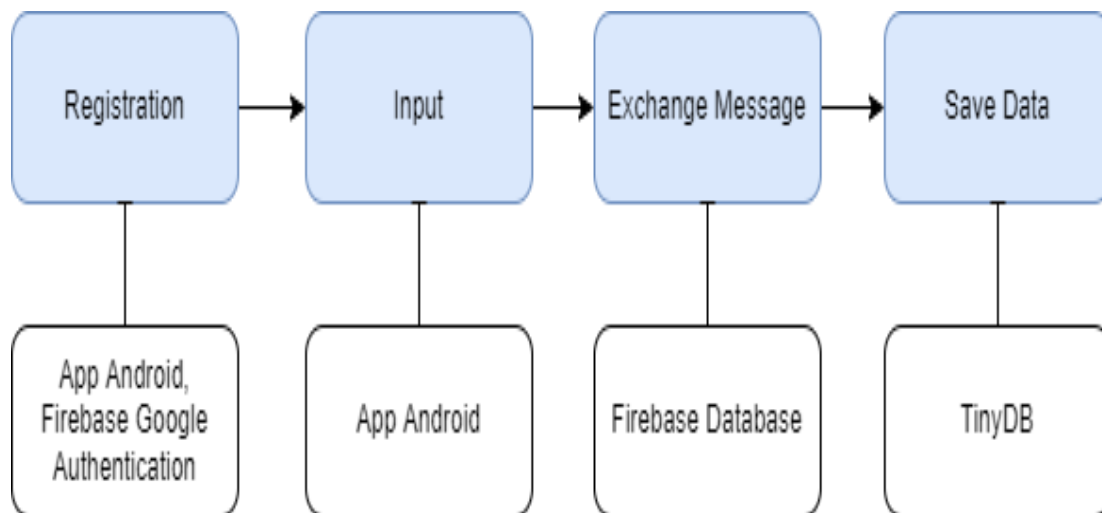 Registration
Input
Exchange Message
Save Data
App Android,
Firebase Google
Authentication
App Android
Firebase Database
TinyDB